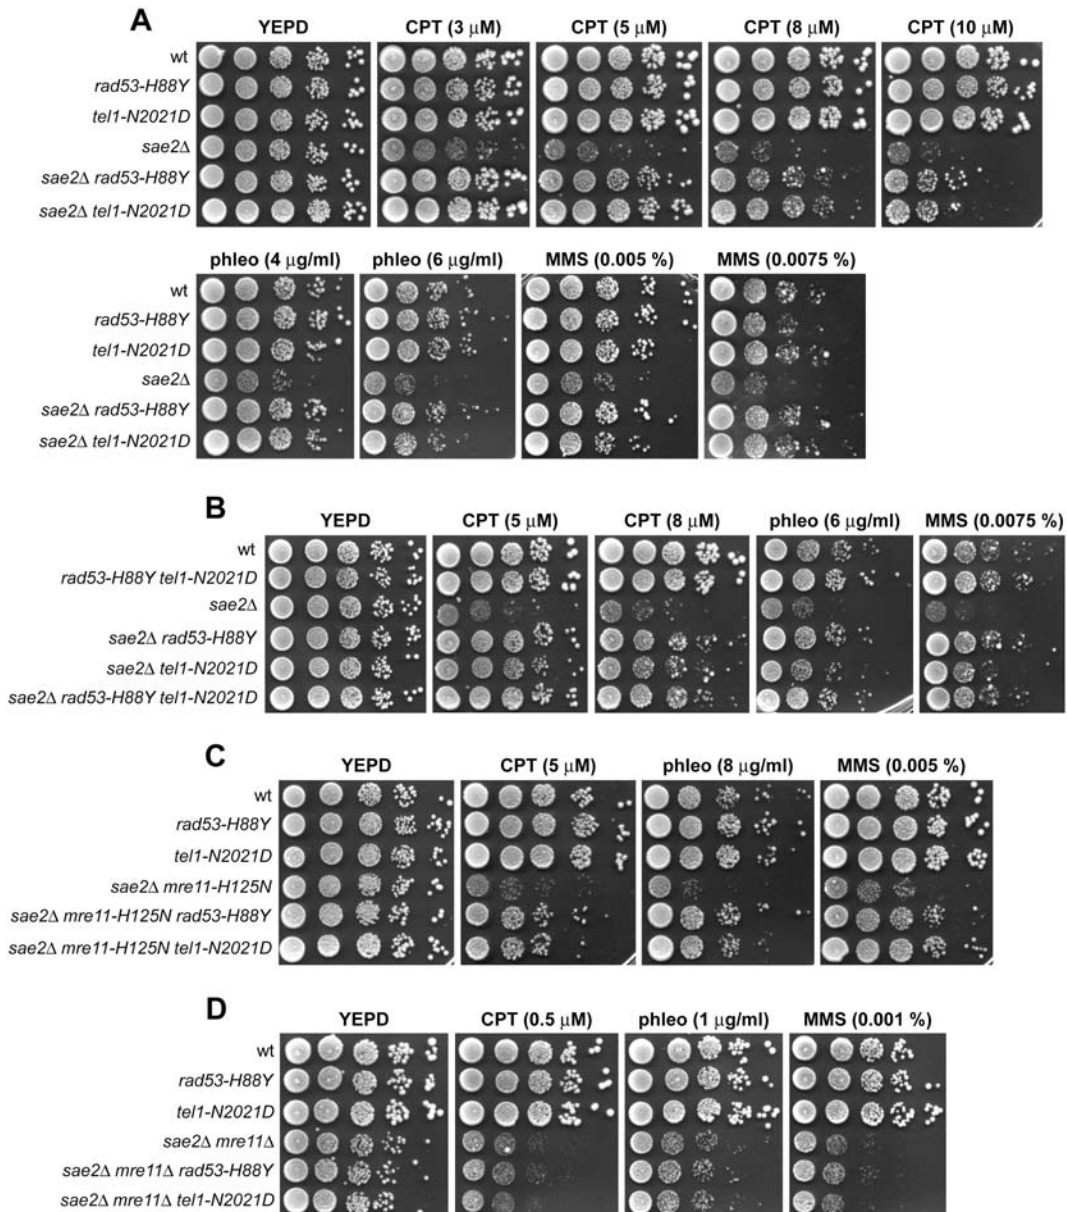 A
YEPD CPT (3 µM) CPT (5 µM) CPT (8 µM) CPT (10 µM)
wt
rad53-H88Y
tel1-N2021D
sae2Δ
sae2Δ rad53-H88Y
sae2Δ tel1-N2021D
phleo (4 µg/ml) phleo (6 µg/ml) MMS (0.005 %) MMS (0.0075 %)
wt
rad53-H88Y
tel1-N2021D
sae2Δ
sae2Δ rad53-H88Y
sae2Δ tel1-N2021D
B
YEPD CPT (5 µM) CPT (8 µM) phleo (6 µg/ml) MMS (0.0075 %)
wt
rad53-H88Y tel1-N2021D
sae2Δ
sae2Δ rad53-H88Y
sae2Δ tel1-N2021D
sae2Δ rad53-H88Y tel1-N2021D
C
YEPD CPT (5 µM) phleo (8 µg/ml) MMS (0.005 %)
wt
rad53-H88Y
tel1-N2021D
sae2Δ mre11-H125N
sae2Δ mre11-H125N rad53-H88Y
sae2Δ mre11-H125N tel1-N2021D
D
YEPD CPT (0.5 µM) phleo (1 µg/ml) MMS (0.001 %)
wt
rad53-H88Y
tel1-N2021D
sae2Δ mre11Δ
sae2Δ mre11Δ rad53-H88Y
sae2Δ mre11Δ tel1-N2021D